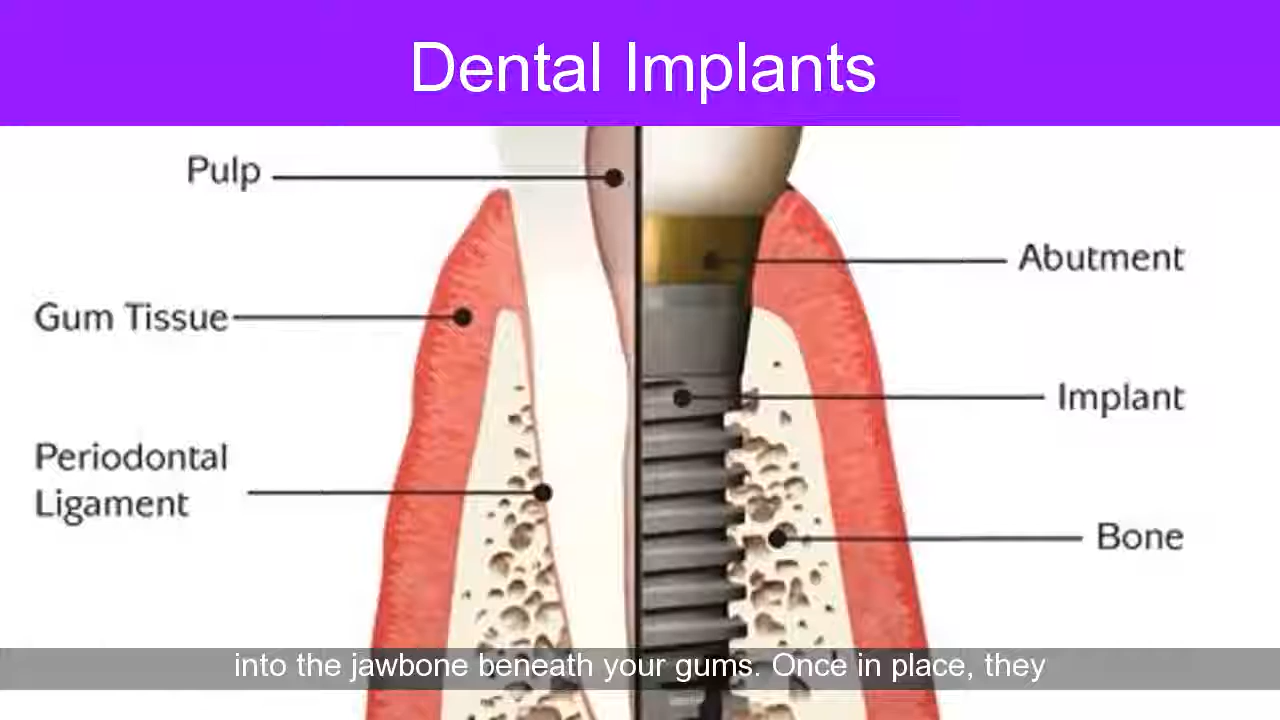 Dental Implants
Pulp
Abutment
Gum Tissue
Implant
Periodontal
Ligament
Bone
into the jawbone beneath your gums. Once in place, they